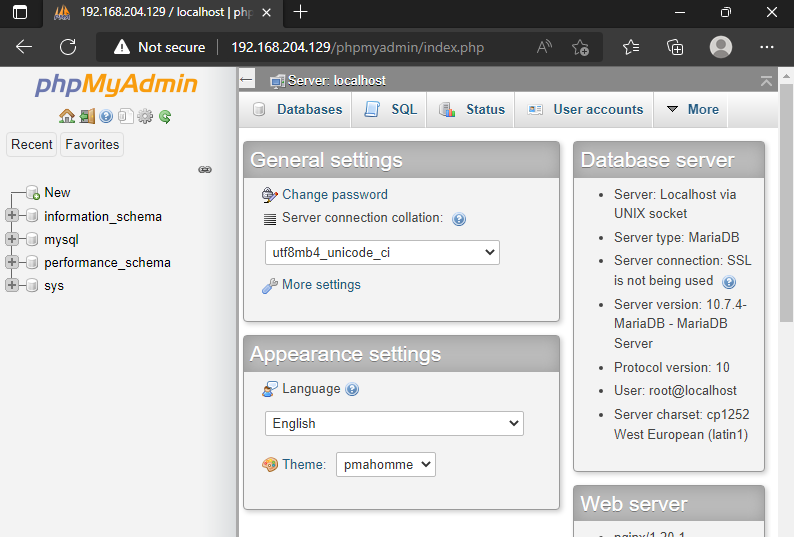 192.168.204.129 / localhost | php
Not secure
192.168.204.129/phpmyadmin/index.php
phpMyAdmin
Recent
Favorites
New
information_schema
mysql
performance_schema
sys
Server: localhost
Databases
SQL
Status
User accounts
More
General settings
Change password
Server connection collation:
utf8mb4_unicode_ci
More settings
Appearance settings
Language
English
Theme:
pmahomme
Database server
Server: Localhost via
UNIX socket
Server type: MariaDB
Server connection: SSL
is not being used
Server version: 10.7.4-
MariaDB - MariaDB
Server
Protocol version: 10
User: root@localhost
Server charset: cp1252
West European (latin1)
Web server
nginx/1.20.1